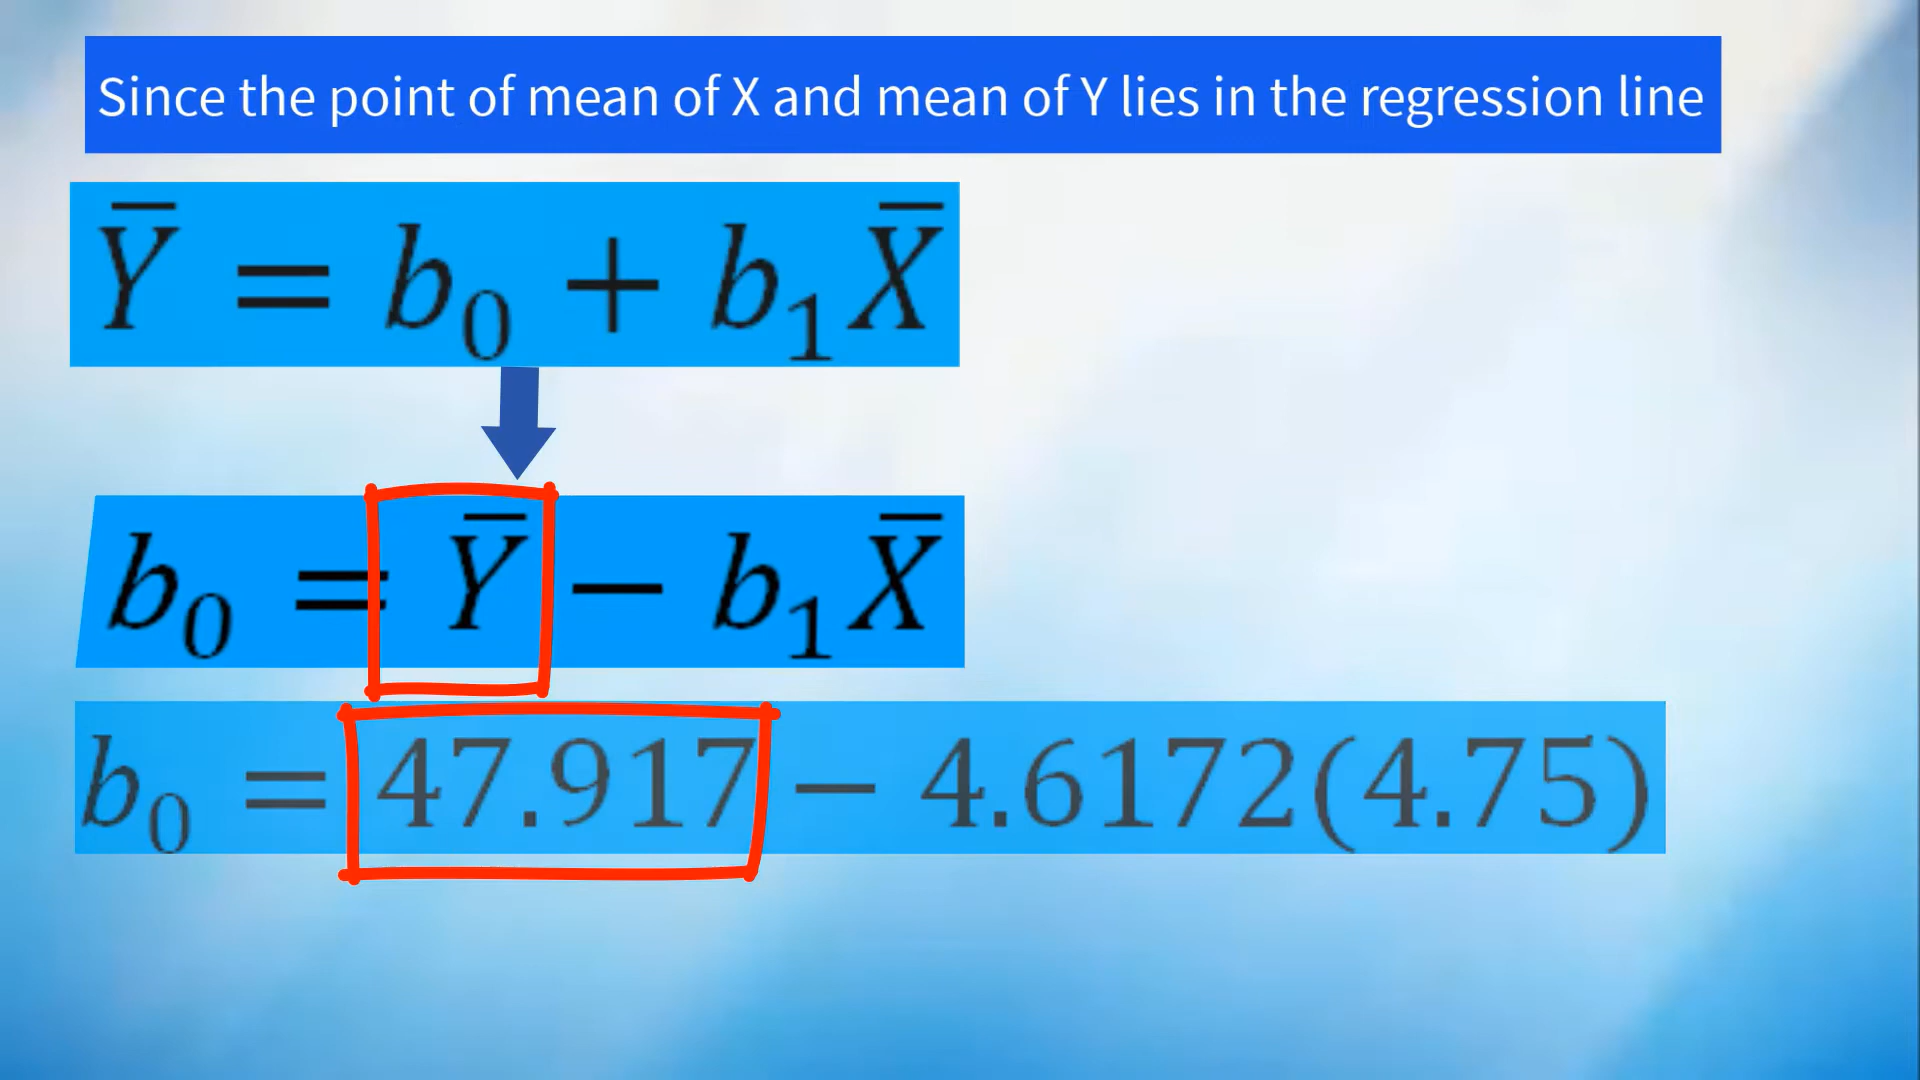 Since the point of mean of X and mean of Y lies in the regression line
Y̅ = b₀ + b₁X̅
b₀ = Y̅ − b₁X̅
b₀ = 47.917 − 4.6172(4.75)